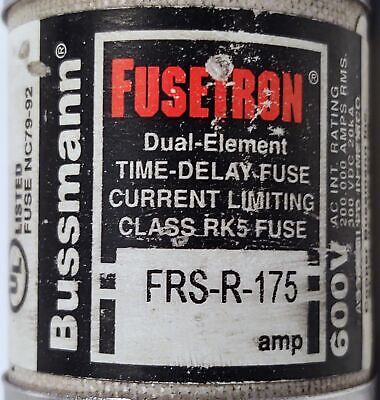 UL
LISTED
FUSE NC79-92
Bussmann®
FUSETRON®
Dual-Element
TIME-DELAY FUSE
CURRENT LIMITING
CLASS RK5 FUSE
FRS-R-175
amp
600V
AC INT RATING
200 000 AMPS RMS
20KA